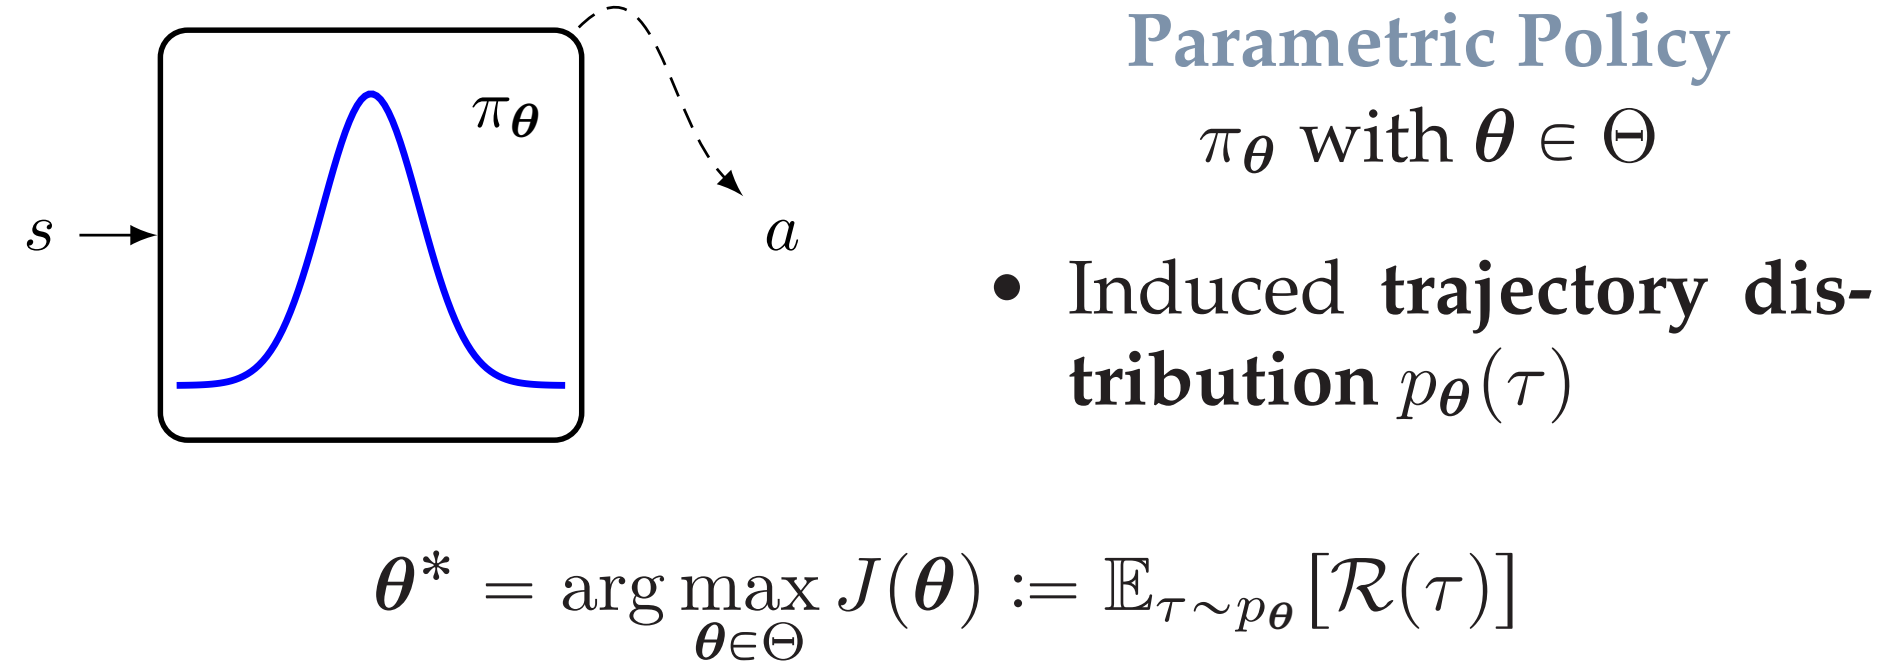 π_θ
s
a
Parametric Policy
π_θ with θ ∈ Θ
• Induced trajectory dis-
tribution p_θ(τ)
θ* = arg max_{θ∈Θ} J(θ) := 𝔼_{τ∼p_θ}[ℛ(τ)]